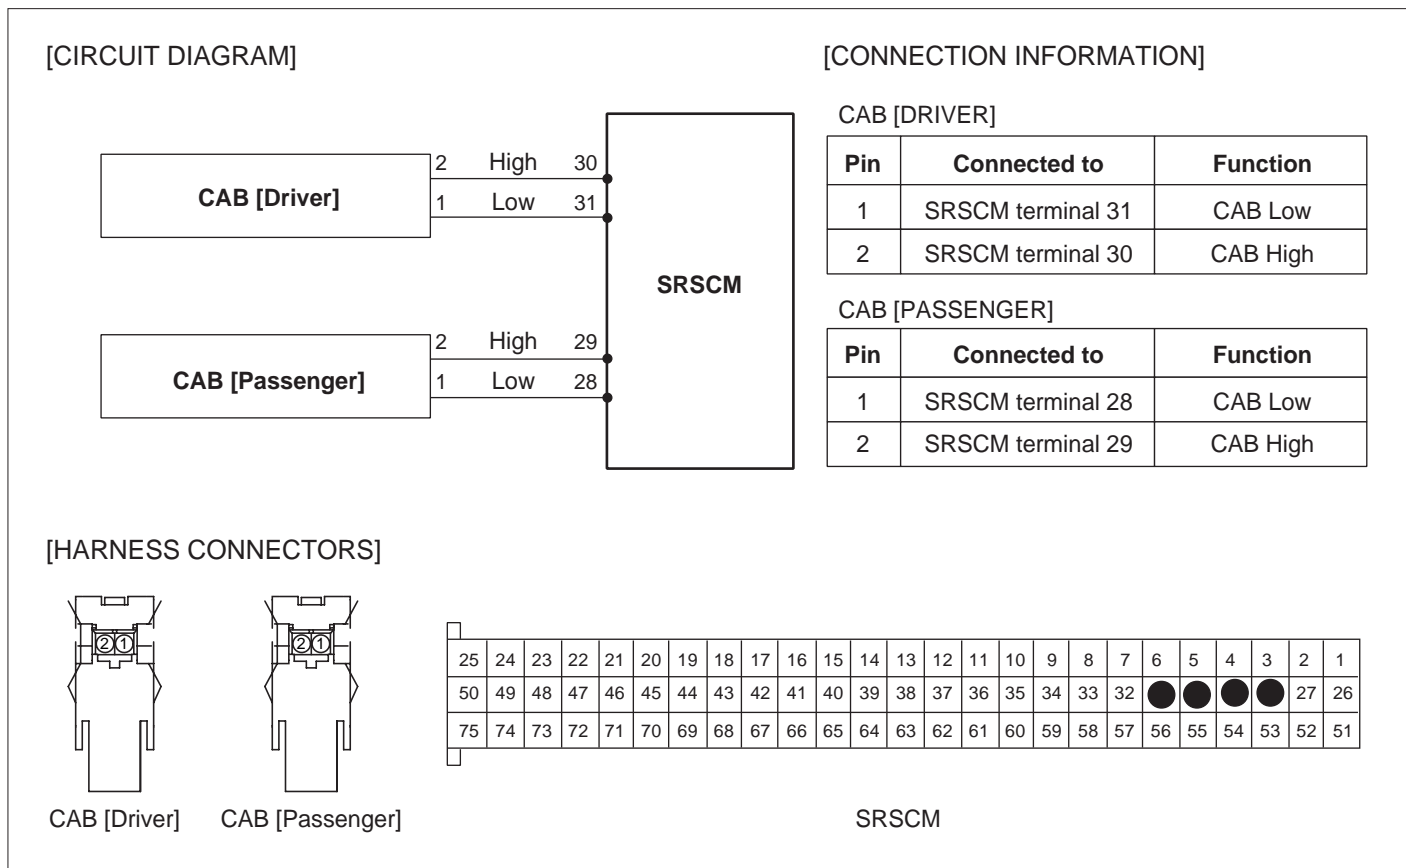 [CIRCUIT DIAGRAM]
CAB [Driver]
2 High 30
1 Low 31
CAB [Passenger]
2 High 29
1 Low 28
SRSCM
[CONNECTION INFORMATION]
CAB [DRIVER]
Pin Connected to Function
1 SRSCM terminal 31 CAB Low
2 SRSCM terminal 30 CAB High
CAB [PASSENGER]
Pin Connected to Function
1 SRSCM terminal 28 CAB Low
2 SRSCM terminal 29 CAB High
[HARNESS CONNECTORS]
2 1
CAB [Driver]
2 1
CAB [Passenger]
25 24 23 22 21 20 19 18 17 16 15 14 13 12 11 10 9 8 7 6 5 4 3 2 1
50 49 48 47 46 45 44 43 42 41 40 39 38 37 36 35 34 33 32 27 26
75 74 73 72 71 70 69 68 67 66 65 64 63 62 61 60 59 58 57 56 55 54 53 52 51
SRSCM